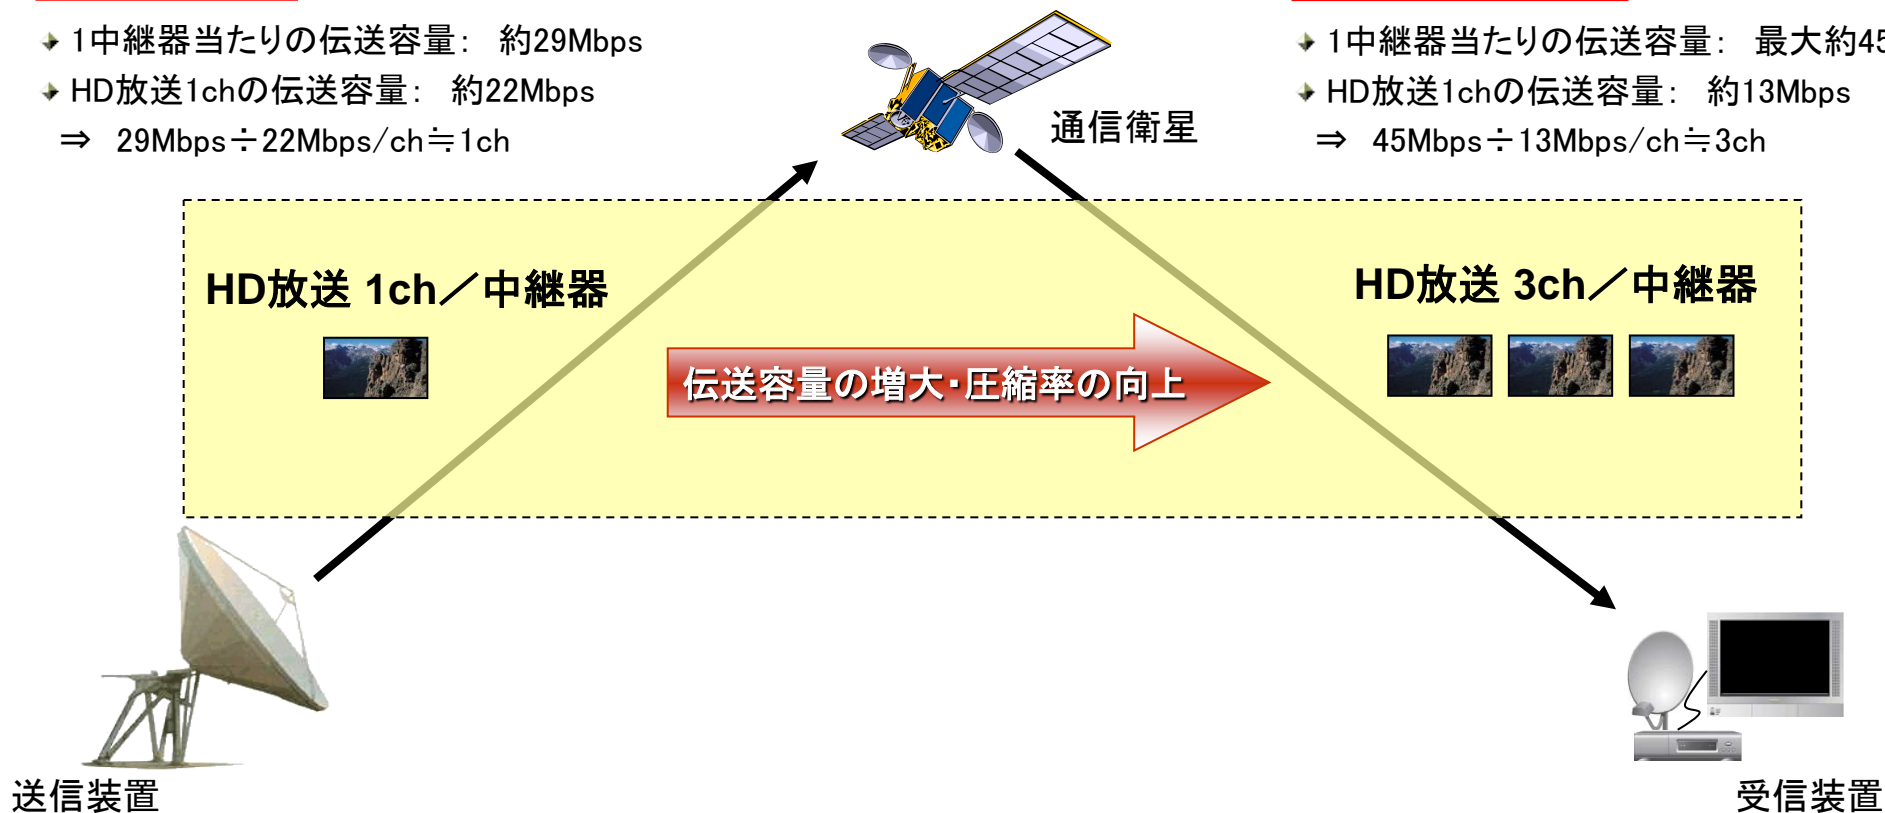 1中継器当たりの伝送容量： 約29Mbps
HD放送1chの伝送容量： 約22Mbps
⇒ 29Mbps÷22Mbps/ch≒1ch
通信衛星
1中継器当たりの伝送容量： 最大約45
HD放送1chの伝送容量： 約13Mbps
⇒ 45Mbps÷13Mbps/ch≒3ch
HD放送 1ch／中継器
HD放送 3ch／中継器
伝送容量の増大・圧縮率の向上
送信装置
受信装置